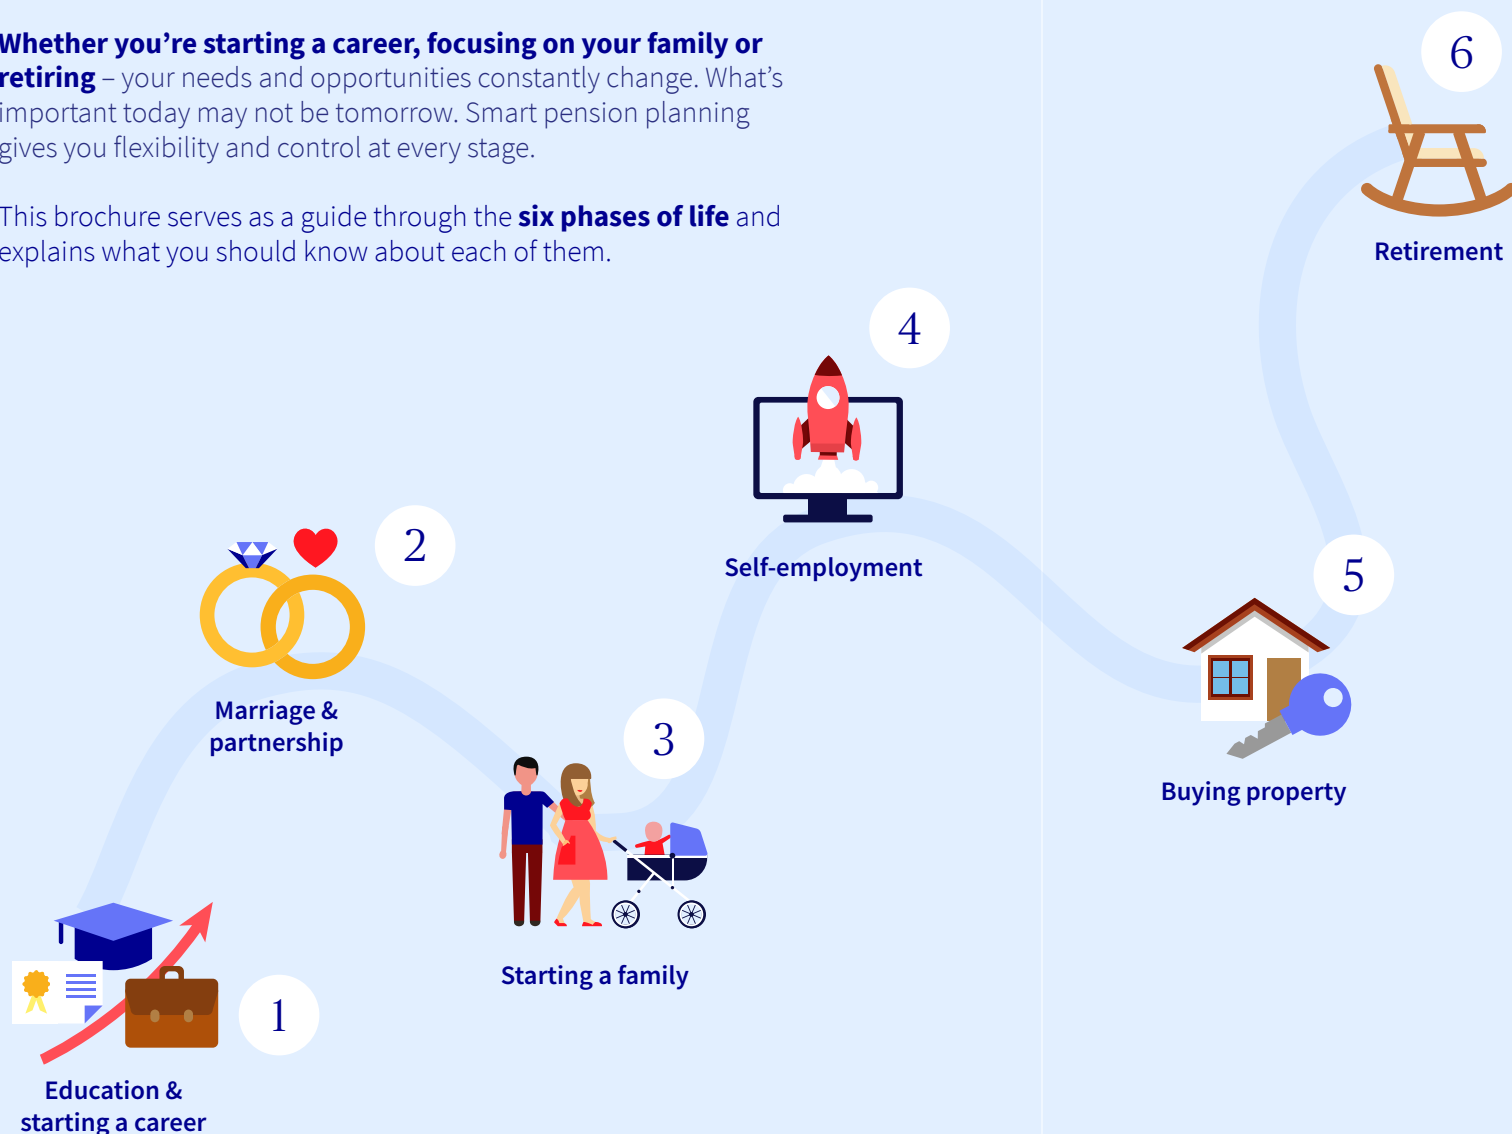 Whether you’re starting a career, focusing on your family or
retiring – your needs and opportunities constantly change. What’s
important today may not be tomorrow. Smart pension planning
gives you flexibility and control at every stage.
This brochure serves as a guide through the six phases of life and
explains what you should know about each of them.
6
Retirement
4
Self-employment
5
Buying property
2
Marriage &
partnership
3
Starting a family
1
Education &
starting a career